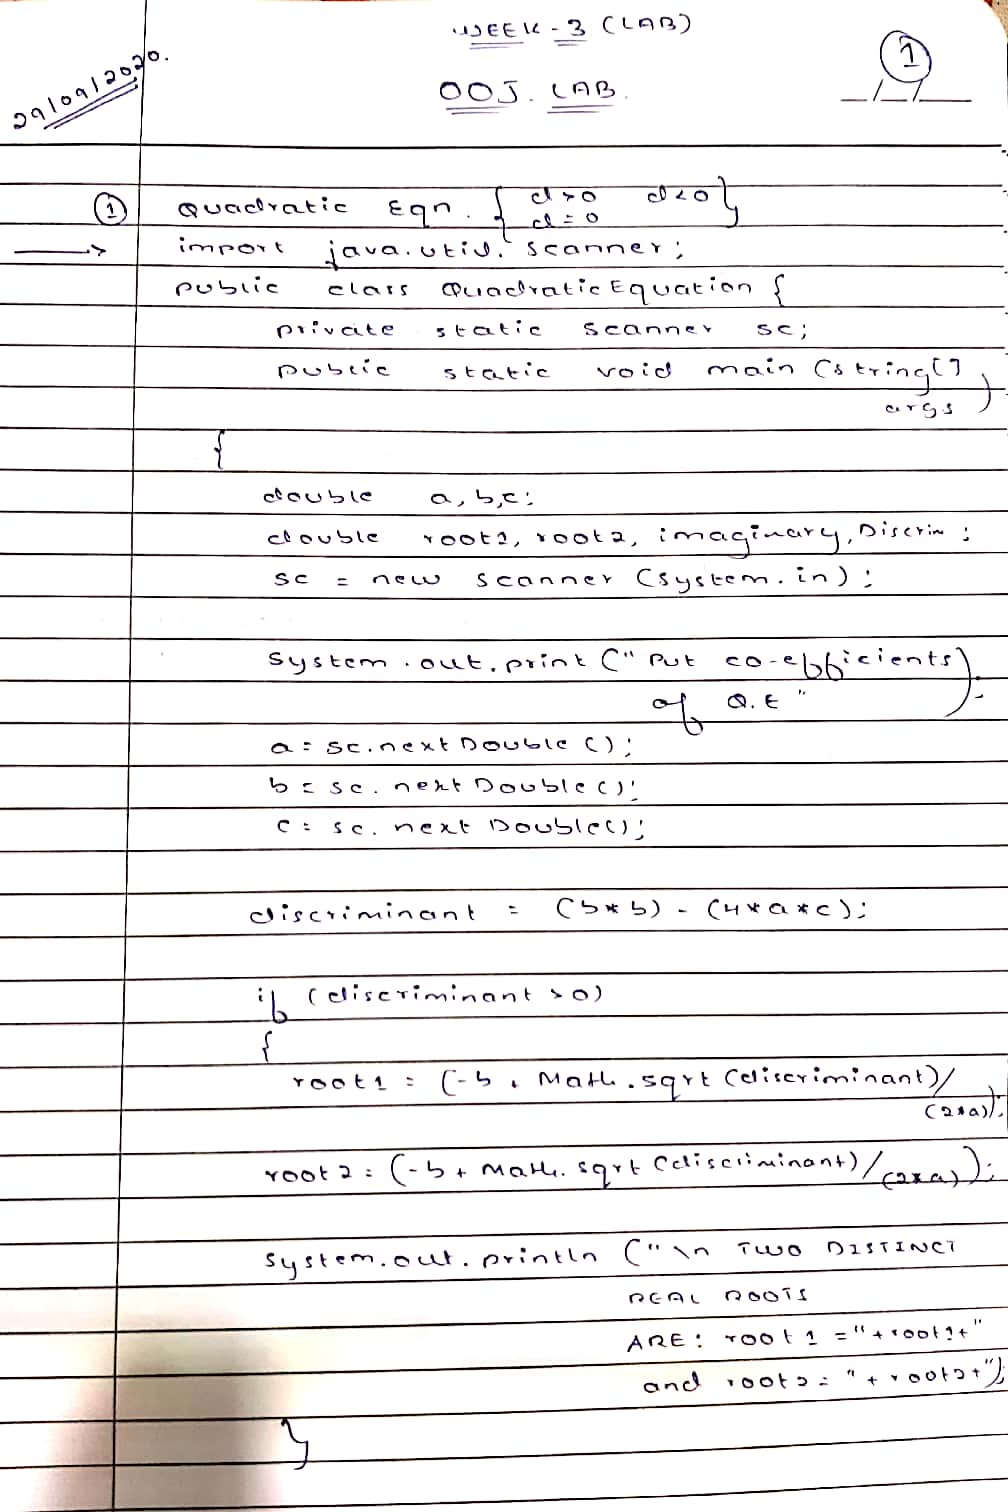 WEEK - 3 (LAB)
29/09/2020.
1
OOJ. LAB.
1 Quadratic Eqn. { d>0 d<0 }
d=0
→ import java.util. scanner;
public class QuadraticEquation {
private static scanner sc;
public static void main (string[]
args)
{
double a, b,c;
double root1, root2, imaginary, Discrim ;
sc = new scanner (system.in) ;
system.out.print (" Put co-efficients
of Q.E ");
a = sc.nextDouble ();
b = sc. nextDouble();
c = sc. next Double();
discriminant = (b*b) - (4*a*c);
if (discriminant >0)
{
root1 = (-b + Math.sqrt (discriminant)/
(2*a));
root2 = (-b + Math.sqrt (discriminant)/(2*a));
system.out.println ("\n TWO DISTINCT
REAL ROOTS
ARE: root1 ="+root1+"
and root2 = "+root2+");
}